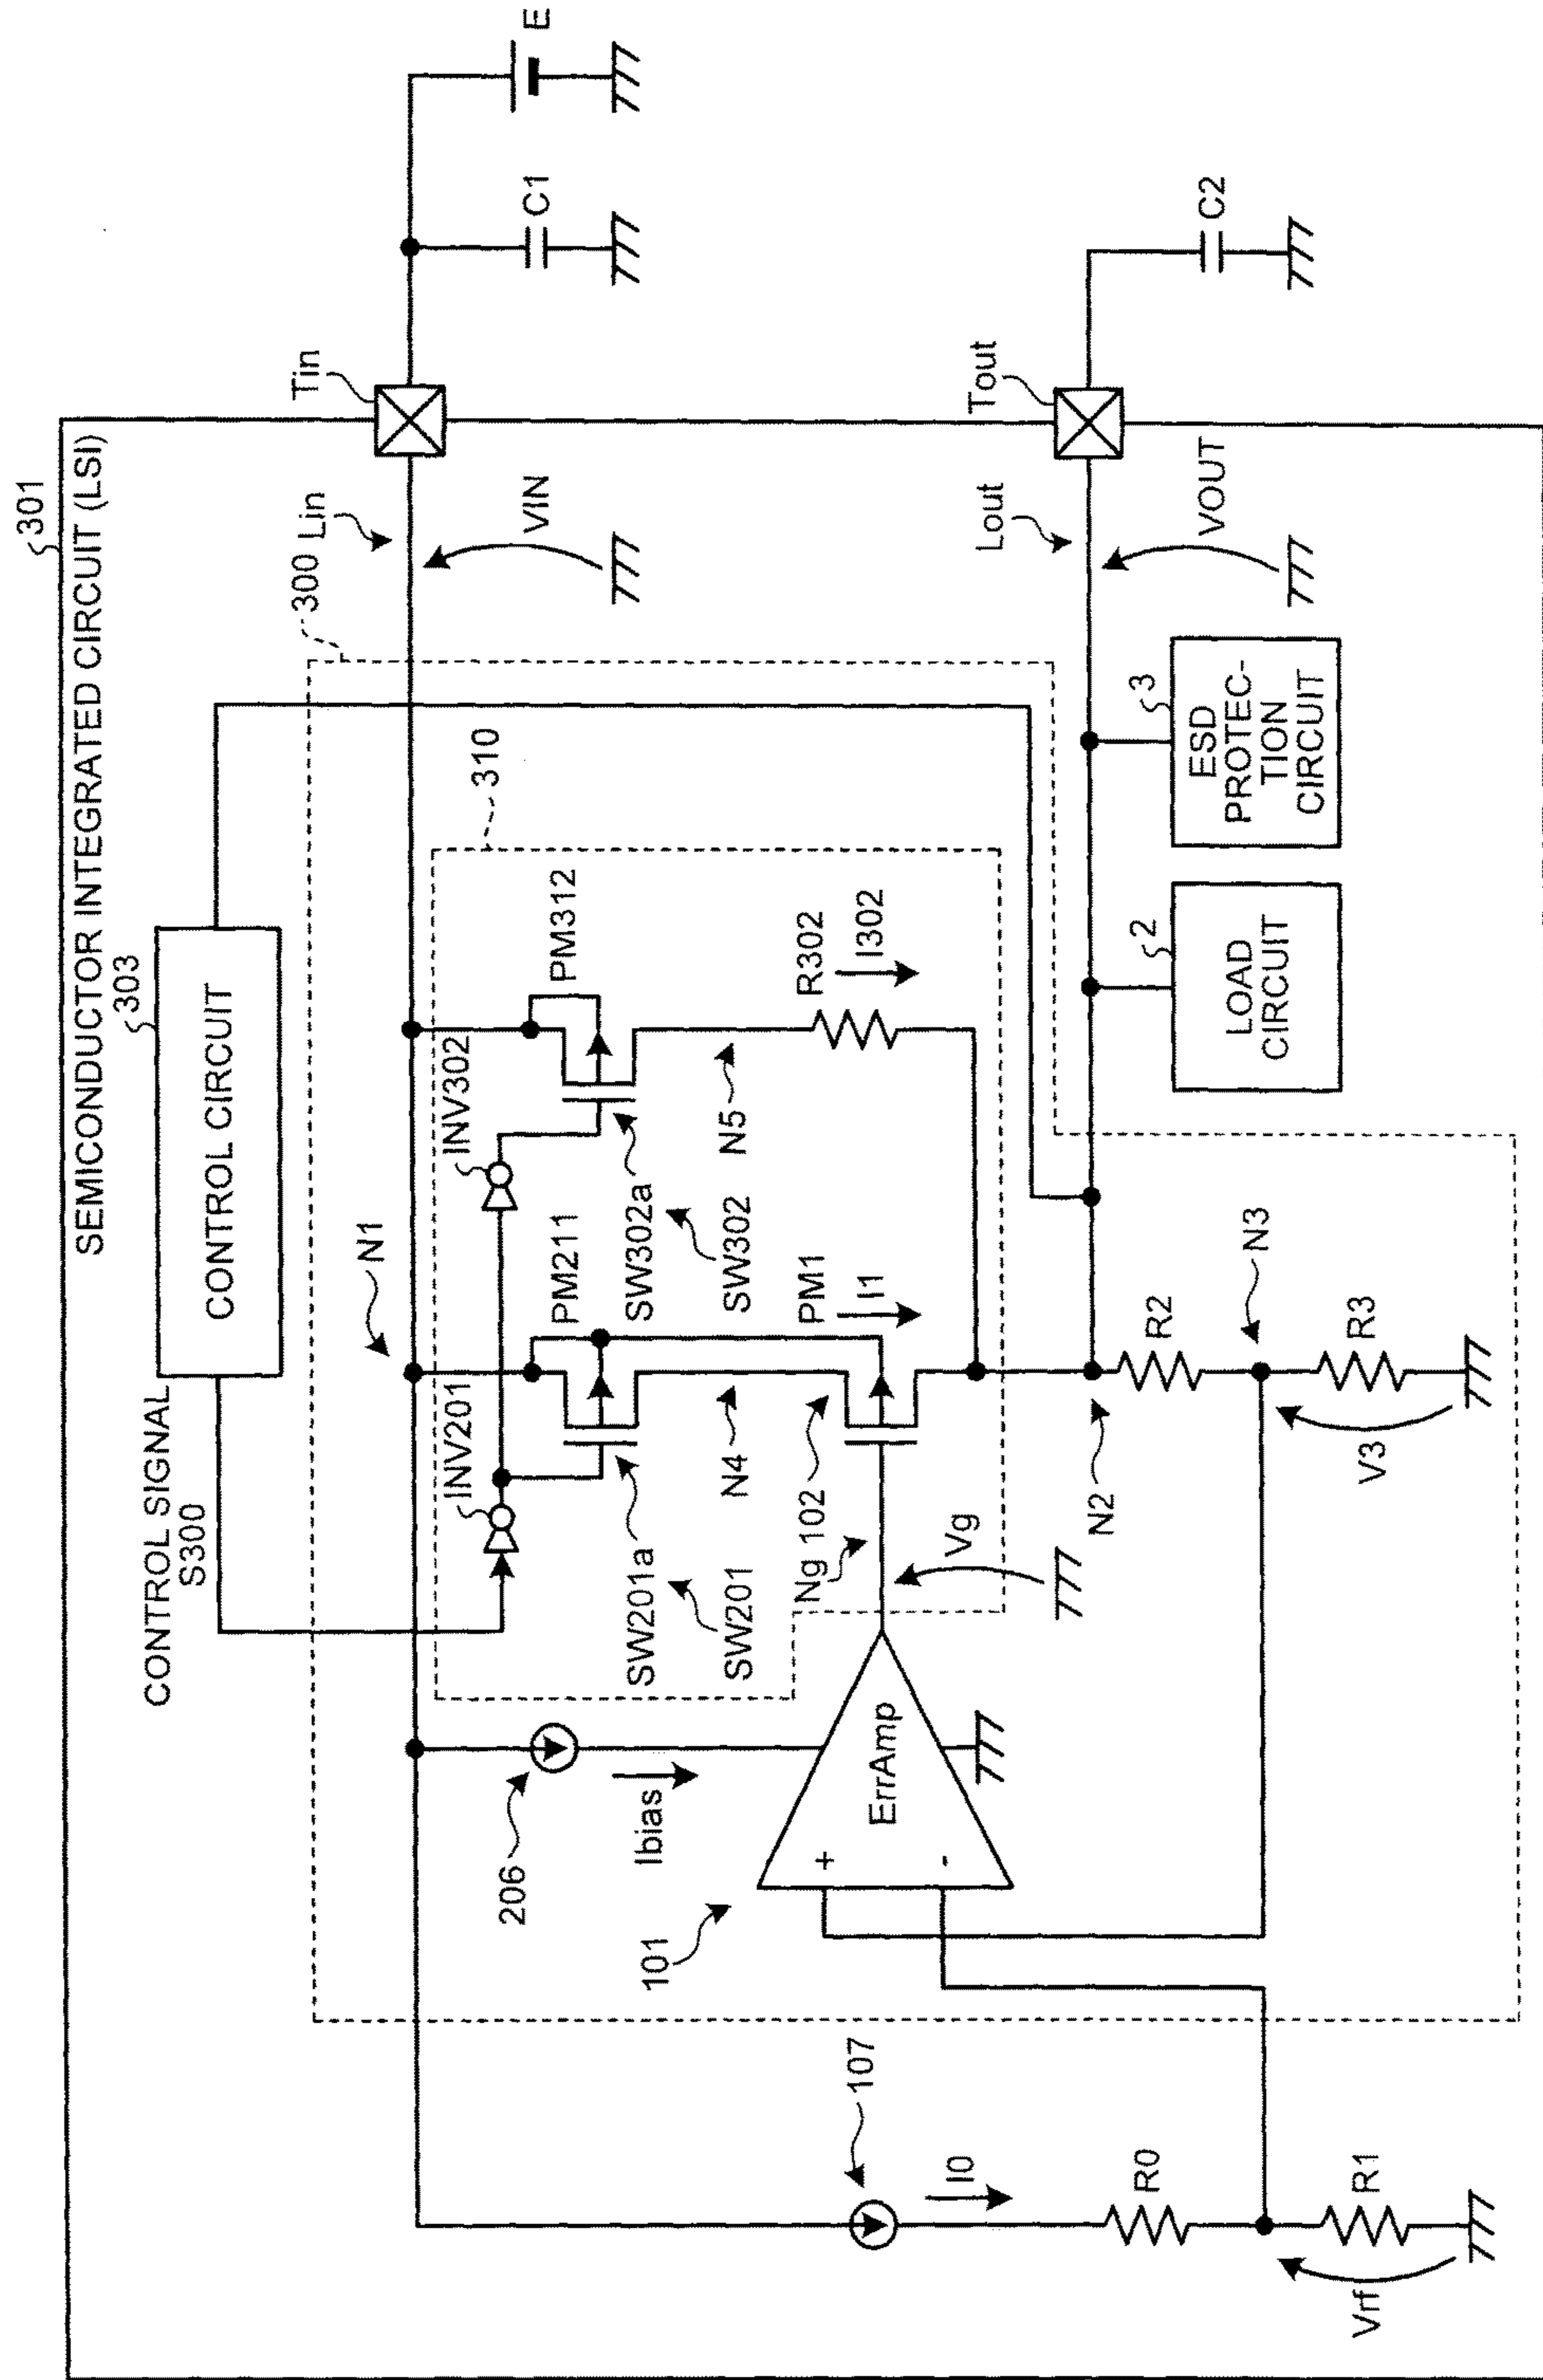 301
SEMICONDUCTOR INTEGRATED CIRCUIT (LSI)
303
CONTROL CIRCUIT
CONTROL SIGNAL
S300
300
Lin
Tin
VIN
C1
E
N1
310
INV201
INV302
PM211
PM312
SW201a
SW201
SW302a
SW302
N4
N5
PM1
I1
R302
I302
102
Ng
Vg
206
Ibias
101
ErrAmp
+
-
N2
R2
N3
R3
V3
107
I0
R0
R1
Vrf
2
LOAD
CIRCUIT
3
ESD
PROTEC-
TION
CIRCUIT
Lout
Tout
VOUT
C2